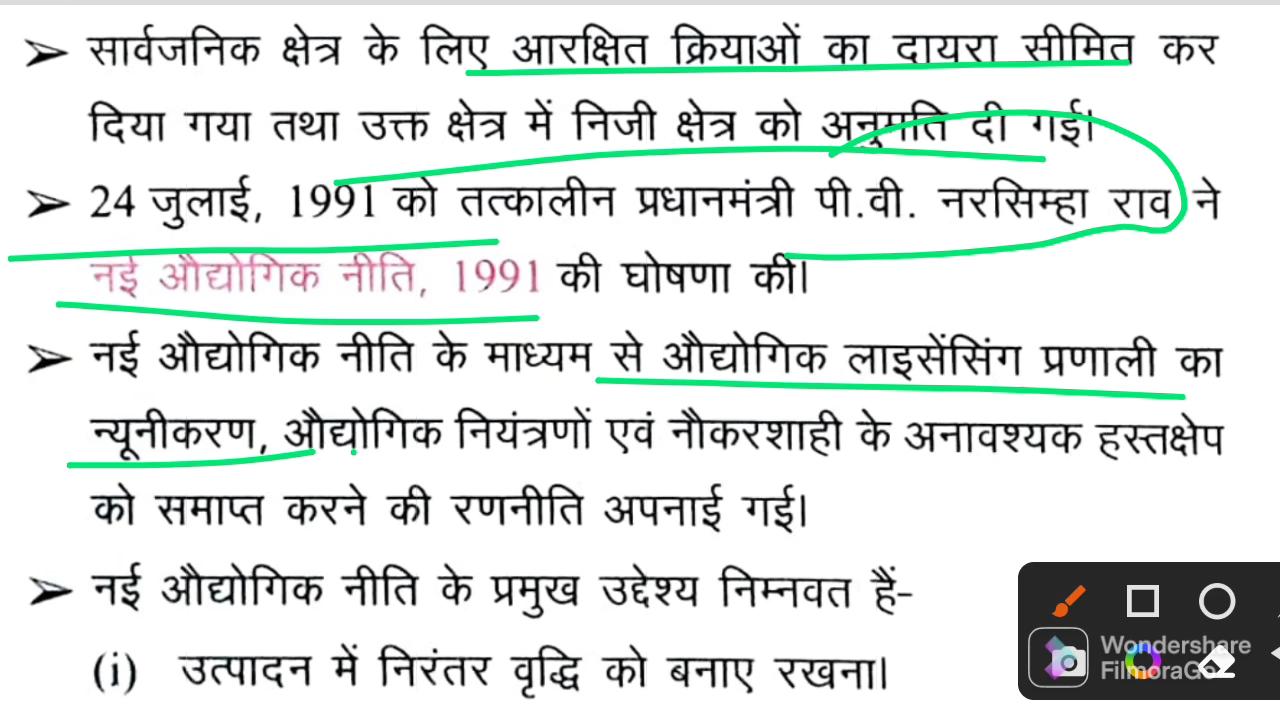 ➢ सार्वजनिक क्षेत्र के लिए आरक्षित क्रियाओं का दायरा सीमित कर
दिया गया तथा उक्त क्षेत्र में निजी क्षेत्र को अनुमति दी गई।
➢ 24 जुलाई, 1991 को तत्कालीन प्रधानमंत्री पी.वी. नरसिम्हा राव ने
नई औद्योगिक नीति, 1991 की घोषणा की।
➢ नई औद्योगिक नीति के माध्यम से औद्योगिक लाइसेंसिंग प्रणाली का
न्यूनीकरण, औद्योगिक नियंत्रणों एवं नौकरशाही के अनावश्यक हस्तक्षेप
को समाप्त करने की रणनीति अपनाई गई।
➢ नई औद्योगिक नीति के प्रमुख उद्देश्य निम्नवत हैं-
(i) उत्पादन में निरंतर वृद्धि को बनाए रखना।
Wondershare
FilmoraGo